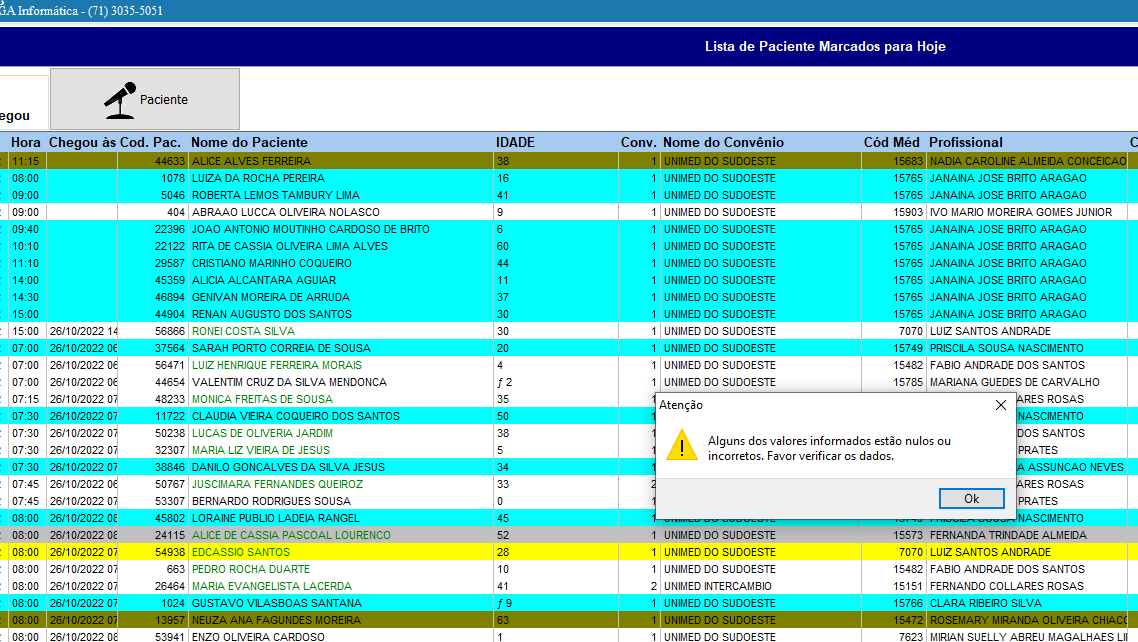 GA Informática - (71) 3035-5051
Lista de Paciente Marcados para Hoje
egou
Paciente
Hora Chegou às Cod. Pac. Nome do Paciente IDADE Conv. Nome do Convênio Cód Méd Profissional
11:15 44633 ALICE ALVES FERREIRA 38 1 UNIMED DO SUDOESTE 15683 NADIA CAROLINE ALMEIDA CONCEICAO
08:00 1078 LUIZA DA ROCHA PEREIRA 16 1 UNIMED DO SUDOESTE 15765 JANAINA JOSE BRITO ARAGAO
09:00 5046 ROBERTA LEMOS TAMBURY LIMA 41 1 UNIMED DO SUDOESTE 15765 JANAINA JOSE BRITO ARAGAO
09:00 404 ABRAAO LUCCA OLIVEIRA NOLASCO 9 1 UNIMED DO SUDOESTE 15903 IVO MARIO MOREIRA GOMES JUNIOR
09:40 22396 JOAO ANTONIO MOUTINHO CARDOSO DE BRITO 6 1 UNIMED DO SUDOESTE 15765 JANAINA JOSE BRITO ARAGAO
10:10 22122 RITA DE CASSIA OLIVEIRA LIMA ALVES 60 1 UNIMED DO SUDOESTE 15765 JANAINA JOSE BRITO ARAGAO
11:10 29587 CRISTIANO MARINHO COQUEIRO 44 1 UNIMED DO SUDOESTE 15765 JANAINA JOSE BRITO ARAGAO
14:00 45359 ALICIA ALCANTARA AGUIAR 11 1 UNIMED DO SUDOESTE 15765 JANAINA JOSE BRITO ARAGAO
14:30 46894 GENIVAN MOREIRA DE ARRUDA 37 1 UNIMED DO SUDOESTE 15765 JANAINA JOSE BRITO ARAGAO
15:00 44904 RENAN AUGUSTO DOS SANTOS 30 1 UNIMED DO SUDOESTE 15765 JANAINA JOSE BRITO ARAGAO
15:00 26/10/2022 14 56866 RONEI COSTA SILVA 30 1 UNIMED DO SUDOESTE 7070 LUIZ SANTOS ANDRADE
07:00 26/10/2022 06 37564 SARAH PORTO CORREIA DE SOUSA 20 1 UNIMED DO SUDOESTE 15749 PRISCILA SOUSA NASCIMENTO
07:00 26/10/2022 06 56471 LUIZ HENRIQUE FERREIRA MORAIS 4 1 UNIMED DO SUDOESTE 15482 FABIO ANDRADE DOS SANTOS
07:00 26/10/2022 06 44654 VALENTIM CRUZ DA SILVA MENDONCA ƒ 2 1 UNIMED DO SUDOESTE 15785 MARIANA GUEDES DE CARVALHO
07:15 26/10/2022 07 48233 MONICA FREITAS DE SOUSA 35 ARES ROSAS
07:30 26/10/2022 06 11722 CLAUDIA VIEIRA COQUEIRO DOS SANTOS 50 NASCIMENTO
07:30 26/10/2022 07 50238 LUCAS DE OLIVERIA JARDIM 38 DOS SANTOS
07:30 26/10/2022 07 32307 MARIA LIZ VIEIRA DE JESUS 5 PRATES
07:30 26/10/2022 07 38846 DANILO GONCALVES DA SILVA JESUS 34 A ASSUNCAO NEVES
07:45 26/10/2022 06 50767 JUSCIMARA FERNANDES QUEIROZ 33 ARES ROSAS
07:45 26/10/2022 07 53307 BERNARDO RODRIGUES SOUSA 0 PRATES
08:00 26/10/2022 08 45802 LORAINE PUBLIO LADEIA RANGEL 45 NASCIMENTO
Atenção
Alguns dos valores informados estão nulos ou
incorretos. Favor verificar os dados.
Ok
08:00 26/10/2022 08 24115 ALICE DE CASSIA PASCOAL LOURENCO 52 1 UNIMED DO SUDOESTE 15573 FERNANDA TRINDADE ALMEIDA
08:00 26/10/2022 07 54938 EDCASSIO SANTOS 28 1 UNIMED DO SUDOESTE 7070 LUIZ SANTOS ANDRADE
08:00 26/10/2022 07 663 PEDRO ROCHA DUARTE 10 1 UNIMED DO SUDOESTE 15482 FABIO ANDRADE DOS SANTOS
08:00 26/10/2022 07 26464 MARIA EVANGELISTA LACERDA 41 2 UNIMED INTERCAMBIO 15151 FERNANDO COLLARES ROSAS
08:00 26/10/2022 07 1024 GUSTAVO VILASBOAS SANTANA ƒ 9 1 UNIMED DO SUDOESTE 15766 CLARA RIBEIRO SILVA
08:00 26/10/2022 07 13957 NEUZA ANA FAGUNDES MOREIRA 63 1 UNIMED DO SUDOESTE 15472 ROSEMARY MIRANDA OLIVEIRA CHIACC
08:00 26/10/2022 08 53941 ENZO OLIVEIRA CARDOSO 1 1 UNIMED DO SUDOESTE 7623 MIRIAN SUELLY ABREU MAGALHAES LI